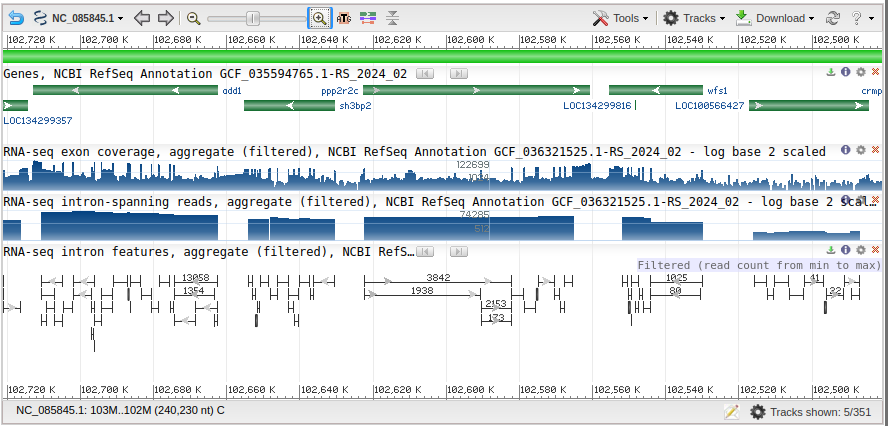 NC_085845.1 ATG Tools Tracks Download ?
102,720 K 102,700 K 102,680 K 102,660 K 102,640 K 102,620 K 102,600 K 102,580 K 102,560 K 102,540 K 102,520 K 102,500 K
Genes, NCBI RefSeq Annotation GCF_035594765.1-RS_2024_02
add1 ppp2r2c wfs1 crmp
sh3bp2 LOC134299816 LOC100566427
LOC134299357
RNA-seq exon coverage, aggregate (filtered), NCBI RefSeq Annotation GCF_036321525.1-RS_2024_02 - log base 2 scaled
122699
RNA-seq intron-spanning reads, aggregate (filtered), NCBI RefSeq Annotation GCF_036321525.1-RS_2024_02 - log base 2 scal...
74285
512
RNA-seq intron features, aggregate (filtered), NCBI RefS...
Filtered (read count from min to max)
13058 3842 1025 41
1354 1938 80 22
2153
173
102,720 K 102,700 K 102,680 K 102,660 K 102,640 K 102,620 K 102,600 K 102,580 K 102,560 K 102,540 K 102,520 K 102,500 K
NC_085845.1: 103M..102M (240,230 nt) C Tracks shown: 5/351